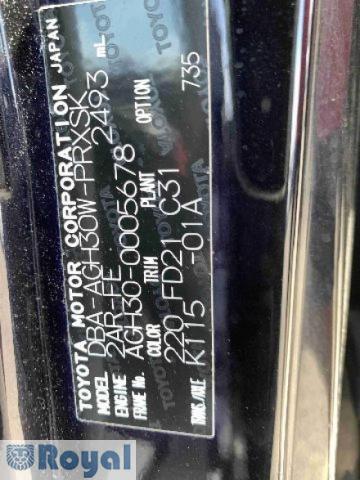 TOYOTA MOTOR CORPORATION JAPAN
MODEL DBA-AGH30W-PRXSK
ENGINE 2AR-FE 2493 mL
FRAME No. AGH30-0005678
COLOR TRIM PLANT OPTION
220 FD21 C31 735
TRANS./AXLE K115 -01A
Royal